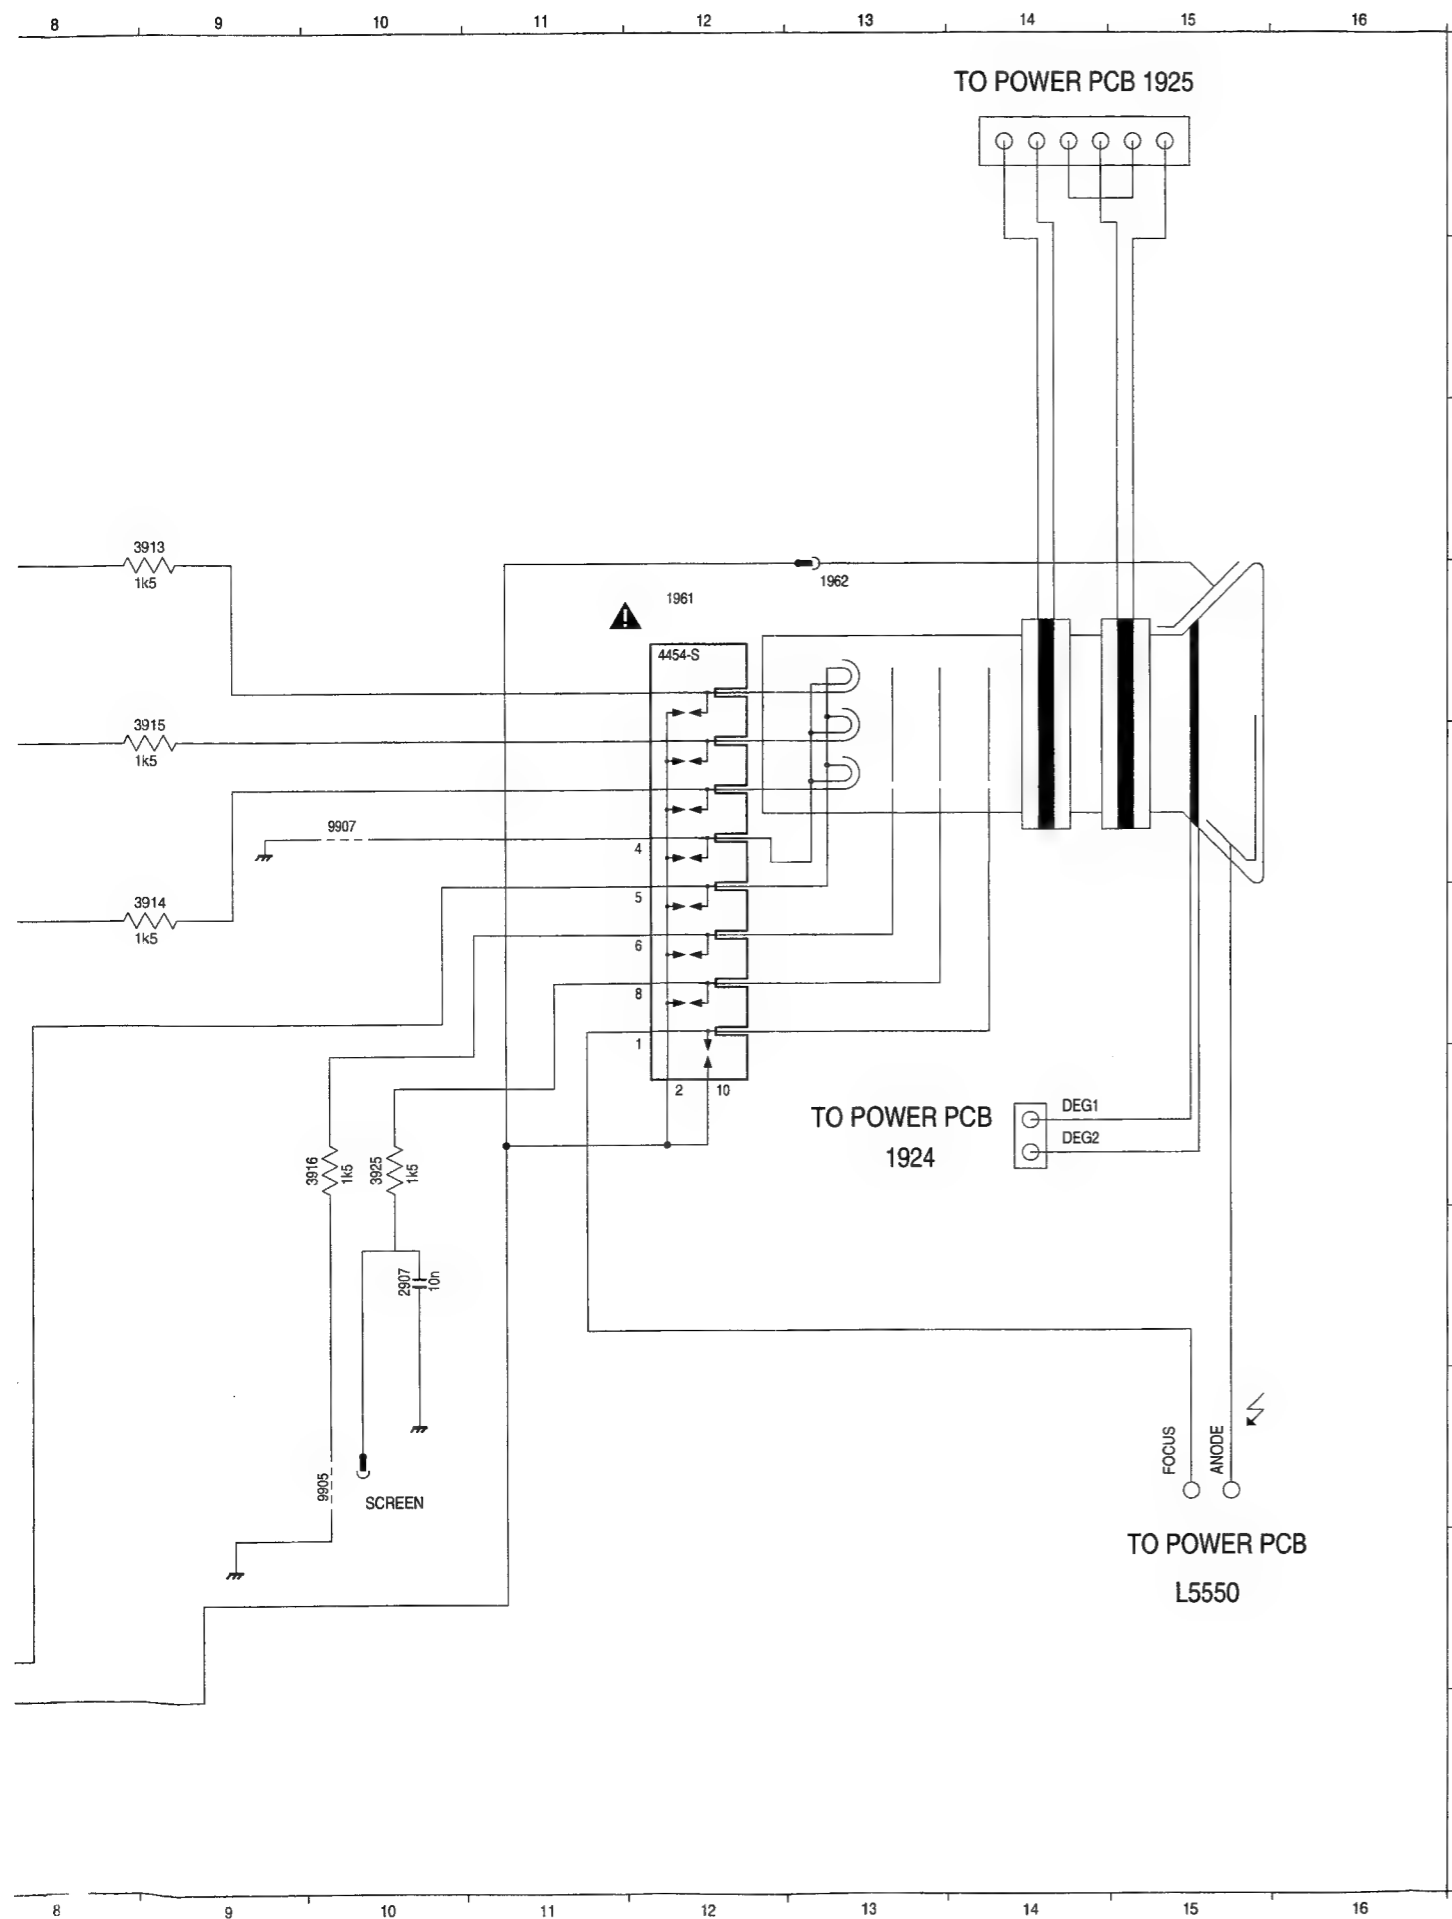 8 9 10 11 12 13 14 15 16
TO POWER PCB 1925
3913
1k5
1962
1961
4454-S
3915
1k5
9907
4
3914
1k5
5
6
8
1
2 10
TO POWER PCB
1924
DEG1
DEG2
3916
1k5
3925
1k5
2907
10n
9905
SCREEN
FOCUS
ANODE
TO POWER PCB
L5550
8 9 10 11 12 13 14 15 16